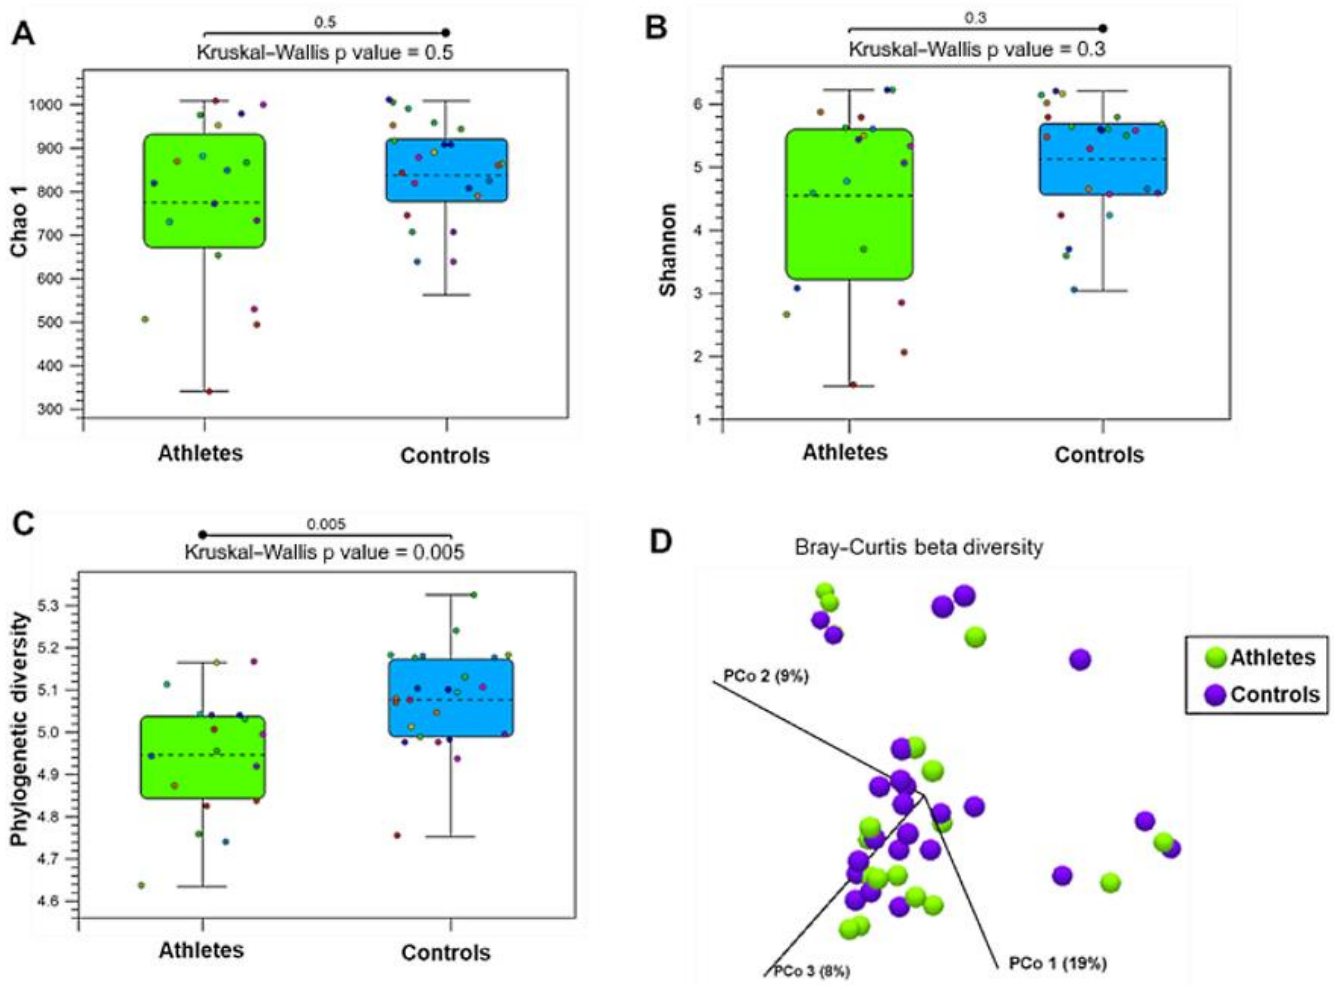 A
0.5
Kruskal–Wallis p value = 0.5
Chao 1
1000
900
800
700
600
500
400
300
Athletes
Controls
B
0.3
Kruskal–Wallis p value = 0.3
Shannon
6
5
4
3
2
1
Athletes
Controls
C
0.005
Kruskal–Wallis p value = 0.005
Phylogenetic diversity
5.3
5.2
5.1
5.0
4.9
4.8
4.7
4.6
Athletes
Controls
D
Bray–Curtis beta diversity
PCo 2 (9%)
PCo 3 (8%)
PCo 1 (19%)
Athletes
Controls